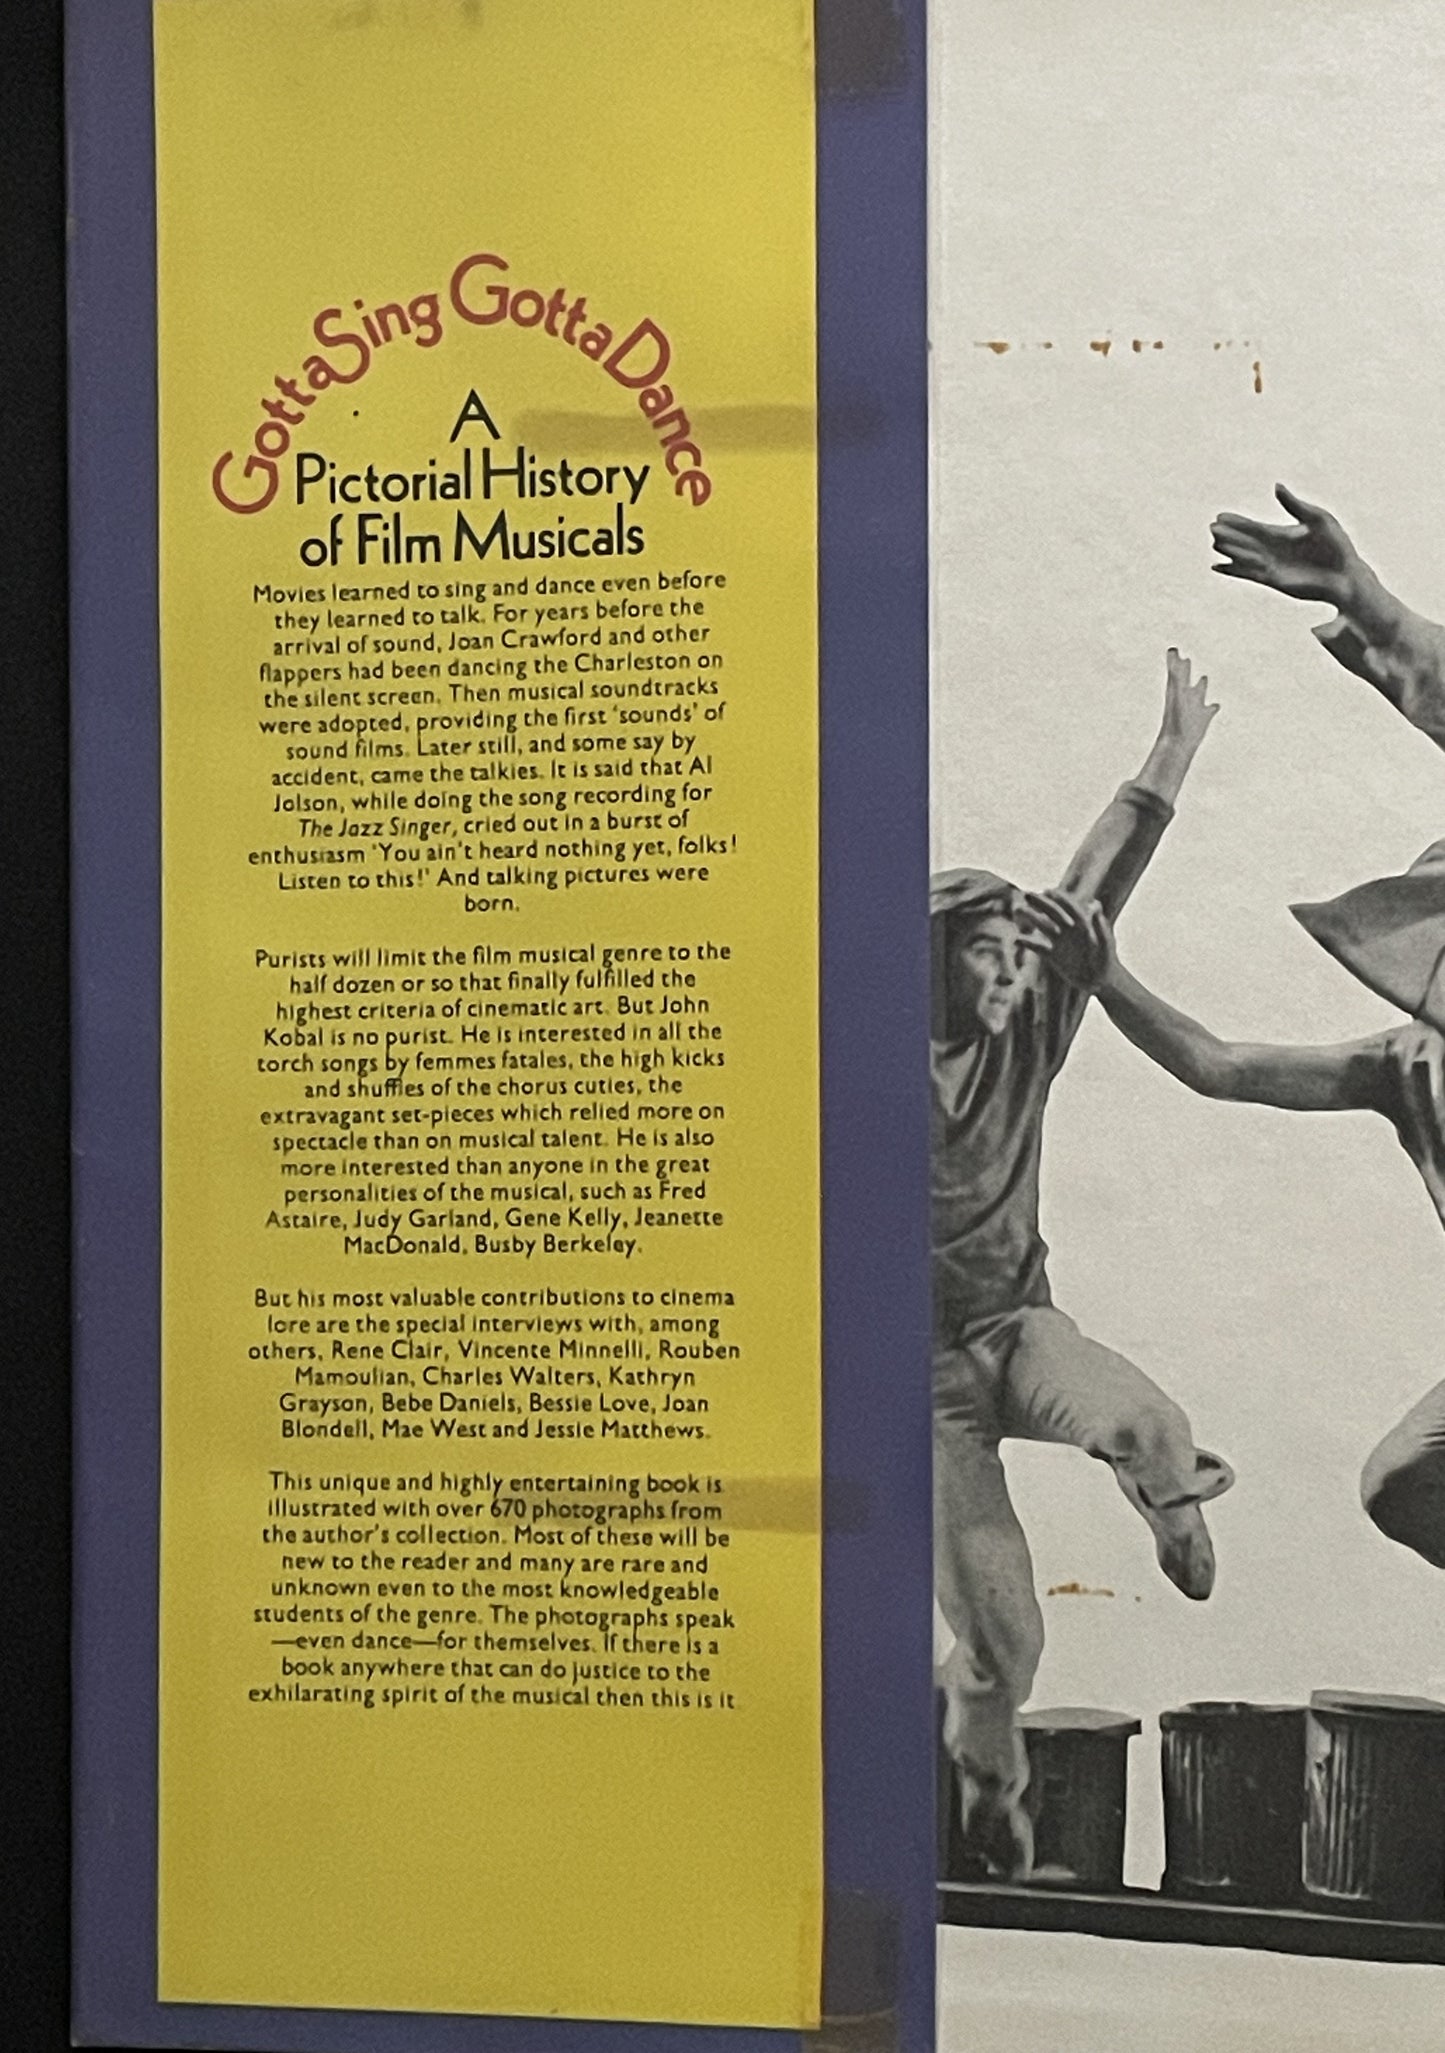 Gotta Sing Gotta Dance
A
Pictorial History
of Film Musicals
Movies learned to sing and dance even before
they learned to talk. For years before the
arrival of sound, Joan Crawford and other
flappers had been dancing the Charleston on
the silent screen. Then musical soundtracks
were adopted, providing the first 'sounds' of
sound films. Later still, and some say by
accident, came the talkies. It is said that Al
Jolson, while doing the song recording for
The Jazz Singer, cried out in a burst of
enthusiasm 'You ain't heard nothing yet, folks!
Listen to this!' And talking pictures were
born.
Purists will limit the film musical genre to the
half dozen or so that finally fulfilled the
highest criteria of cinematic art. But John
Kobal is no purist. He is interested in all the
torch songs by femmes fatales, the high kicks
and shuffles of the chorus cuties, the
extravagant set-pieces which relied more on
spectacle than on musical talent. He is also
more interested than anyone in the great
personalities of the musical, such as Fred
Astaire, Judy Garland, Gene Kelly, Jeanette
MacDonald, Busby Berkeley.
But his most valuable contributions to cinema
lore are the special interviews with, among
others, Rene Clair, Vincente Minnelli, Rouben
Mamoulian, Charles Walters, Kathryn
Grayson, Bebe Daniels, Bessie Love, Joan
Blondell, Mae West and Jessie Matthews.
This unique and highly entertaining book is
illustrated with over 670 photographs from
the author's collection. Most of these will be
new to the reader and many are rare and
unknown even to the most knowledgeable
students of the genre. The photographs speak
—even dance—for themselves. If there is a
book anywhere that can do justice to the
exhilarating spirit of the musical then this is it